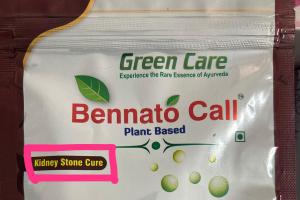 Green Care
Experience the Rare Essence of Ayurveda
Bennato Call
Plant Based
Kidney Stone Cure